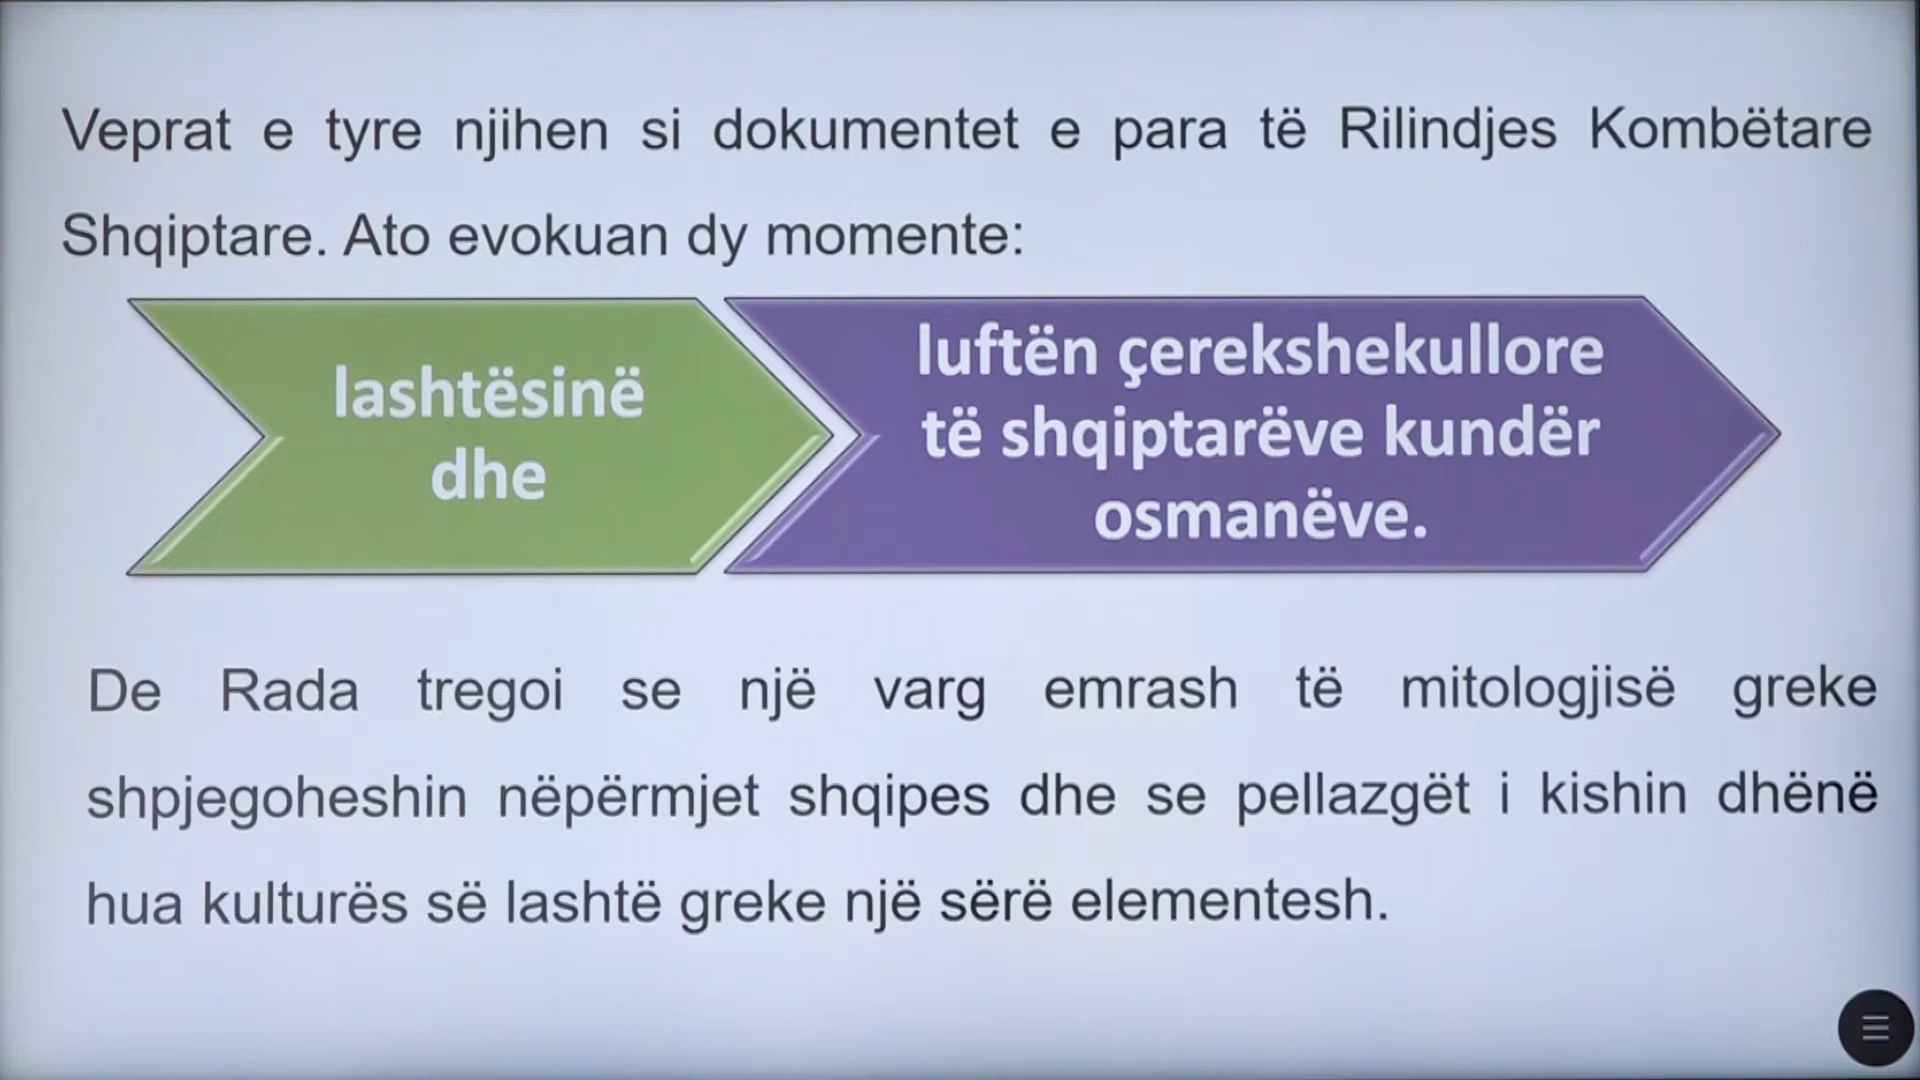 Veprat e tyre njihen si dokumentet e para të Rilindjes Kombëtare
Shqiptare. Ato evokuan dy momente:
lashtësinë
dhe
luftën çerekshekullore
të shqiptarëve kundër
osmanëve.
De Rada tregoi se një varg emrash të mitologjisë greke
shpjegoheshin nëpërmjet shqipes dhe se pellazgët i kishin dhënë
hua kulturës së lashtë greke një sërë elementesh.